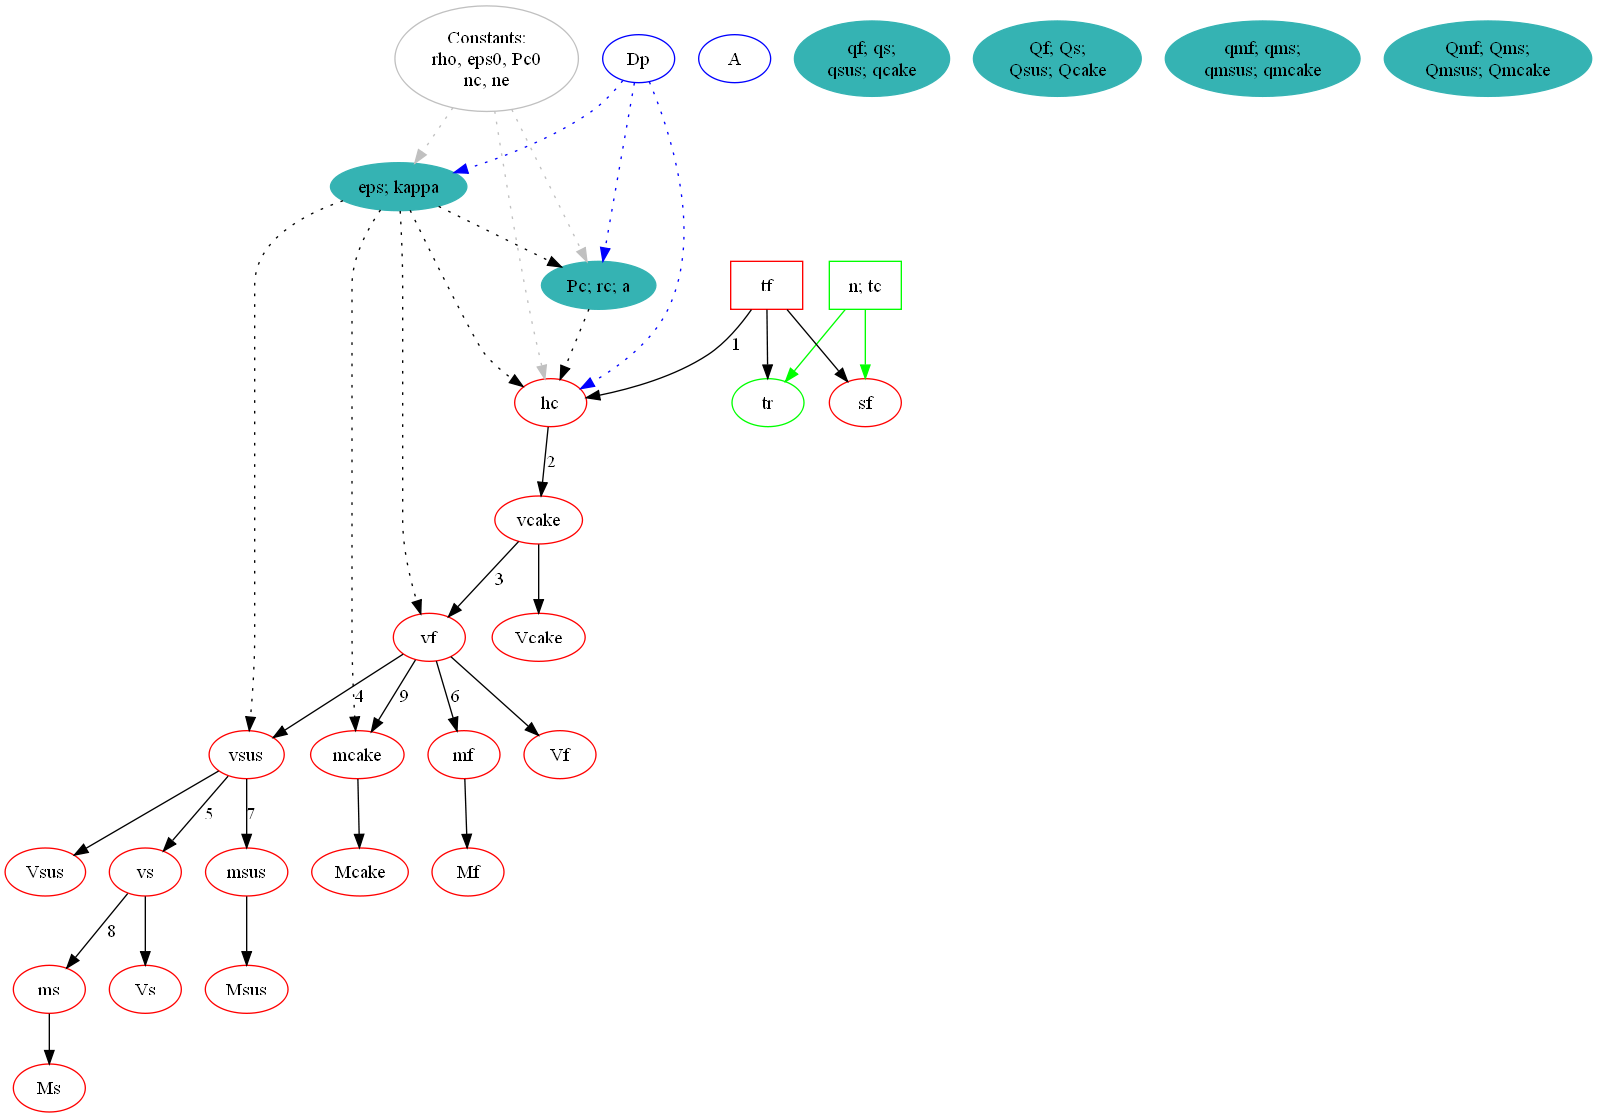 Constants:
rho, eps0, Pc0
nc, ne
Dp
A
qf; qs;
qsus; qcake
Qf; Qs;
Qsus; Qcake
qmf; qms;
qmsus; qmcake
Qmf; Qms;
Qmsus; Qmcake
eps; kappa
Pc; rc; a
tf
n; tc
1
hc
tr
sf
2
vcake
3
vf
Vcake
4
9
6
vsus
mcake
mf
Vf
5
7
Vsus
vs
msus
Mcake
Mf
8
ms
Vs
Msus
Ms